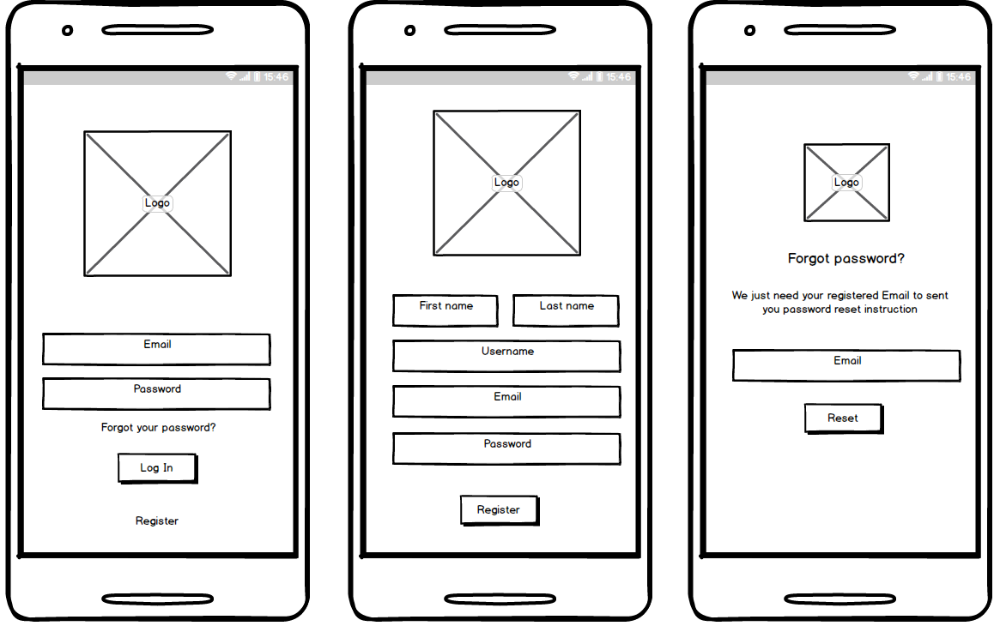 15:46
Logo
Email
Password
Forgot your password?
Log In
Register
15:46
Logo
First name
Last name
Username
Email
Password
Register
15:46
Logo
Forgot password?
We just need your registered Email to sent
you password reset instruction
Email
Reset